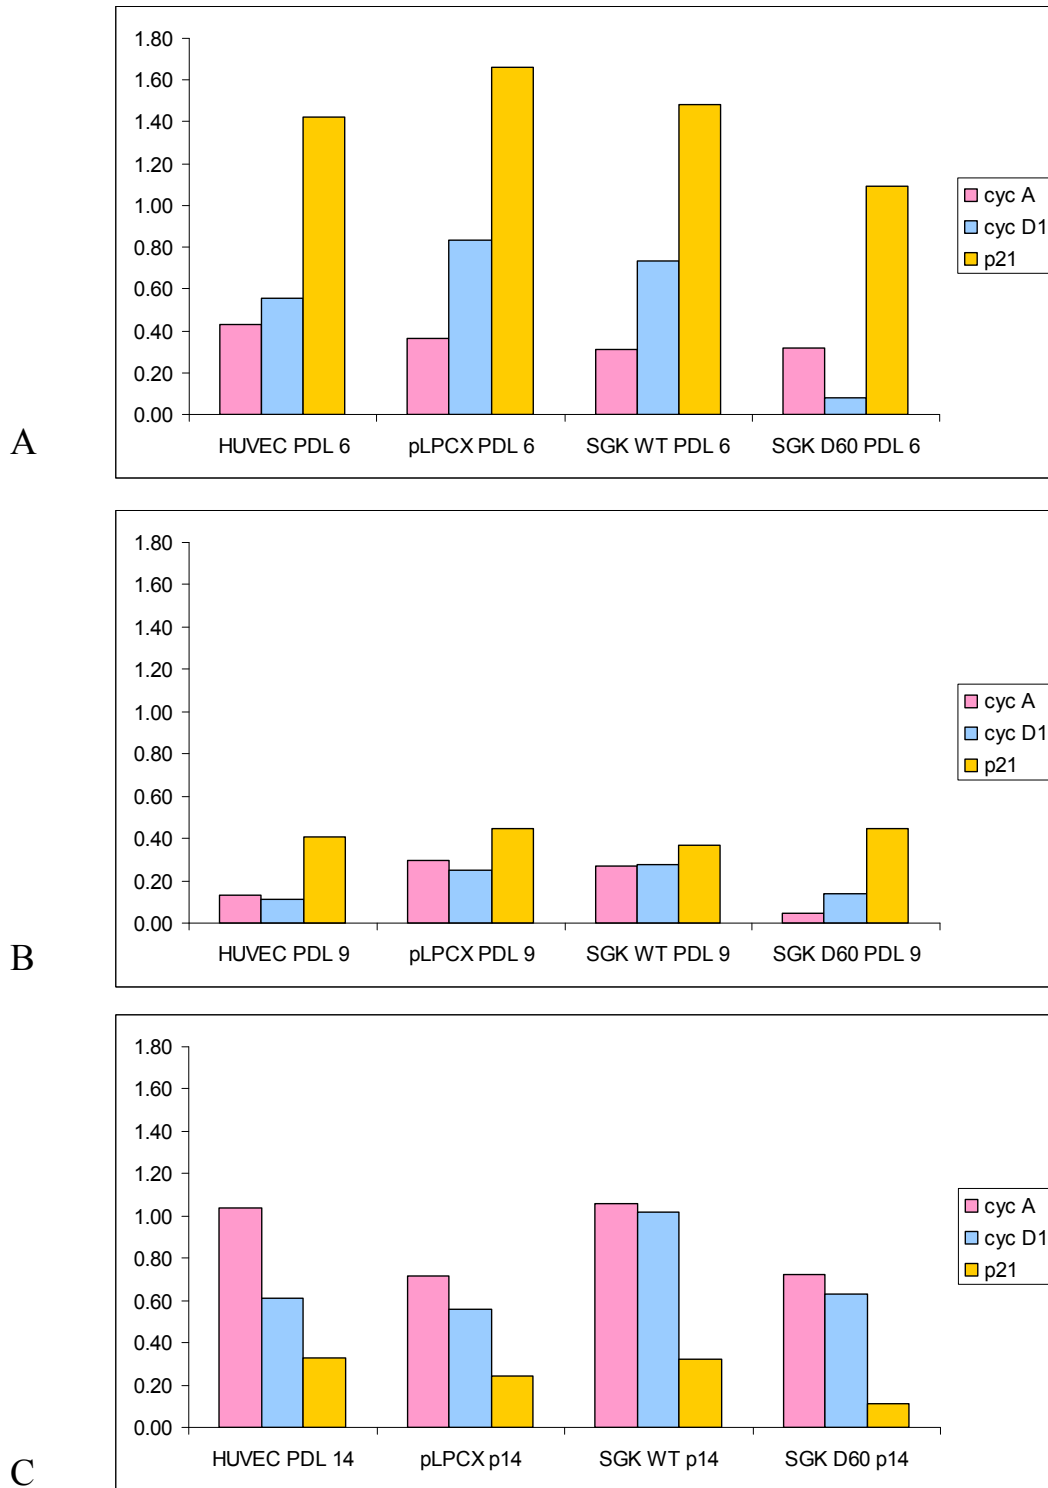 1.80
1.60
1.40
1.20
1.00
0.80
0.60
0.40
0.20
0.00
HUVEC PDL 6 pLPCX PDL 6 SGK WT PDL 6 SGK D60 PDL 6
cyc A
cyc D1
p21
A
1.80
1.60
1.40
1.20
1.00
0.80
0.60
0.40
0.20
0.00
HUVEC PDL 9 pLPCX PDL 9 SGK WT PDL 9 SGK D60 PDL 9
cyc A
cyc D1
p21
B
1.80
1.60
1.40
1.20
1.00
0.80
0.60
0.40
0.20
0.00
HUVEC PDL 14 pLPCX p14 SGK WT p14 SGK D60 p14
cyc A
cyc D1
p21
C